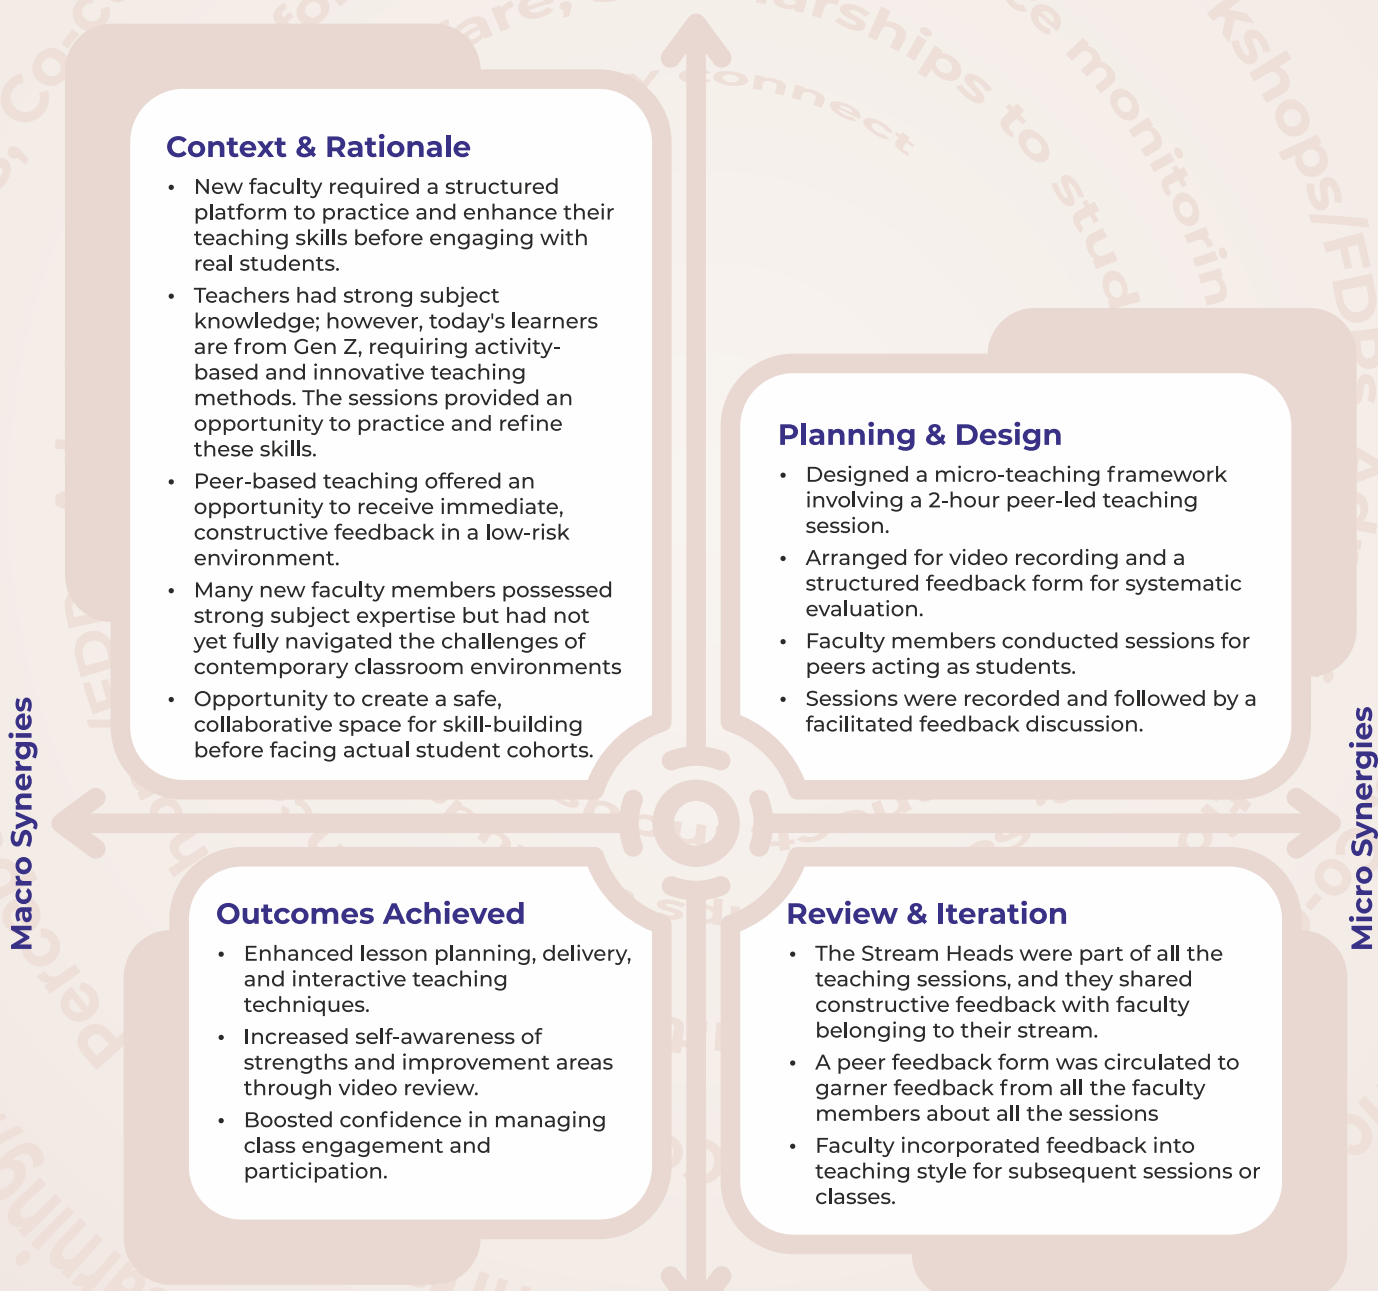 Context & Rationale
• New faculty required a structured
platform to practice and enhance their
teaching skills before engaging with
real students.
• Teachers had strong subject
knowledge; however, today's learners
are from Gen Z, requiring activity-
based and innovative teaching
methods. The sessions provided an
opportunity to practice and refine
these skills.
• Peer-based teaching offered an
opportunity to receive immediate,
constructive feedback in a low-risk
environment.
• Many new faculty members possessed
strong subject expertise but had not
yet fully navigated the challenges of
contemporary classroom environments
• Opportunity to create a safe,
collaborative space for skill-building
before facing actual student cohorts.
Planning & Design
• Designed a micro-teaching framework
involving a 2-hour peer-led teaching
session.
• Arranged for video recording and a
structured feedback form for systematic
evaluation.
• Faculty members conducted sessions for
peers acting as students.
• Sessions were recorded and followed by a
facilitated feedback discussion.
Macro Synergies
Micro Synergies
Outcomes Achieved
• Enhanced lesson planning, delivery,
and interactive teaching
techniques.
• Increased self-awareness of
strengths and improvement areas
through video review.
• Boosted confidence in managing
class engagement and
participation.
Review & Iteration
• The Stream Heads were part of all the
teaching sessions, and they shared
constructive feedback with faculty
belonging to their stream.
• A peer feedback form was circulated to
garner feedback from all the faculty
members about all the sessions
• Faculty incorporated feedback into
teaching style for subsequent sessions or
classes.
connect
monitorin
kshops/FDPs